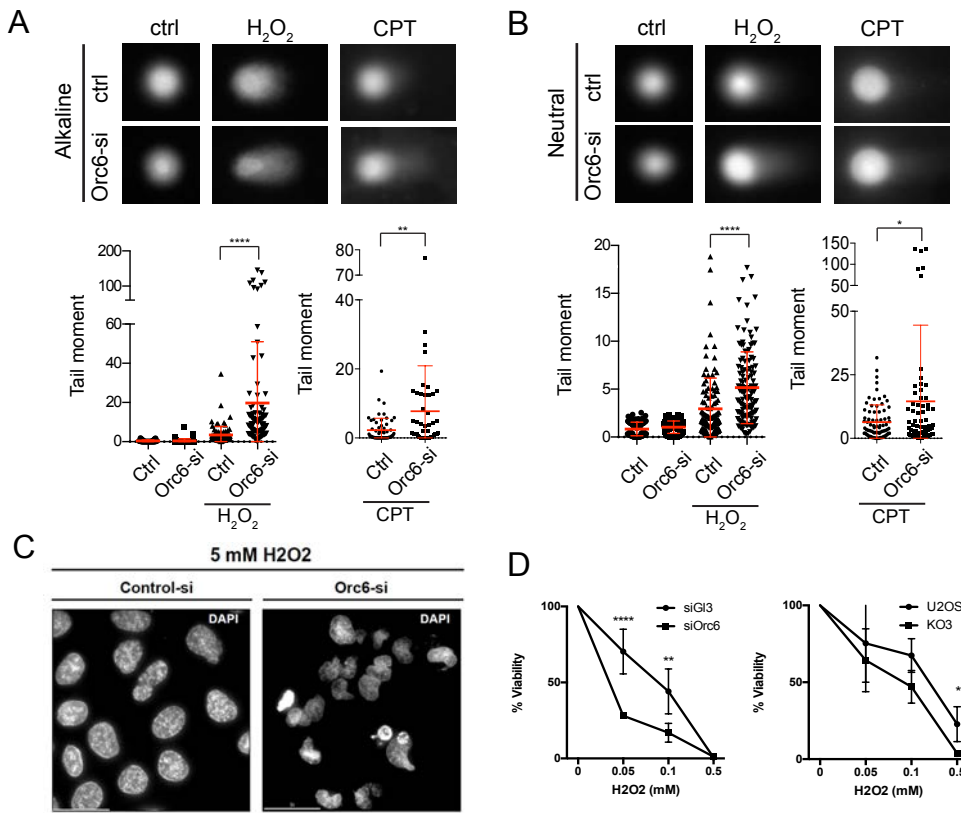 A
ctrl H2O2 CPT
Alkaline
ctrl
Orc6-si
Tail moment
200
100
60
40
20
0
****
Ctrl
Orc6-si
Ctrl
Orc6-si
H2O2
Tail moment
80
70
40
20
0
**
Ctrl
Orc6-si
CPT
B
ctrl H2O2 CPT
Neutral
ctrl
Orc6-si
Tail moment
20
15
10
5
0
****
Ctrl
Orc6-si
Ctrl
Orc6-si
H2O2
Tail moment
150
100
50
50
25
0
*
Ctrl
Orc6-si
CPT
C
5 mM H2O2
Control-si Orc6-si
DAPI DAPI
D
% Viability
100
50
0
****
**
siGl3
siOrc6
0 0.05 0.1 0.5
H2O2 (mM)
% Viability
100
50
0
*
U2OS
KO3
0 0.05 0.1 0.5
H2O2 (mM)